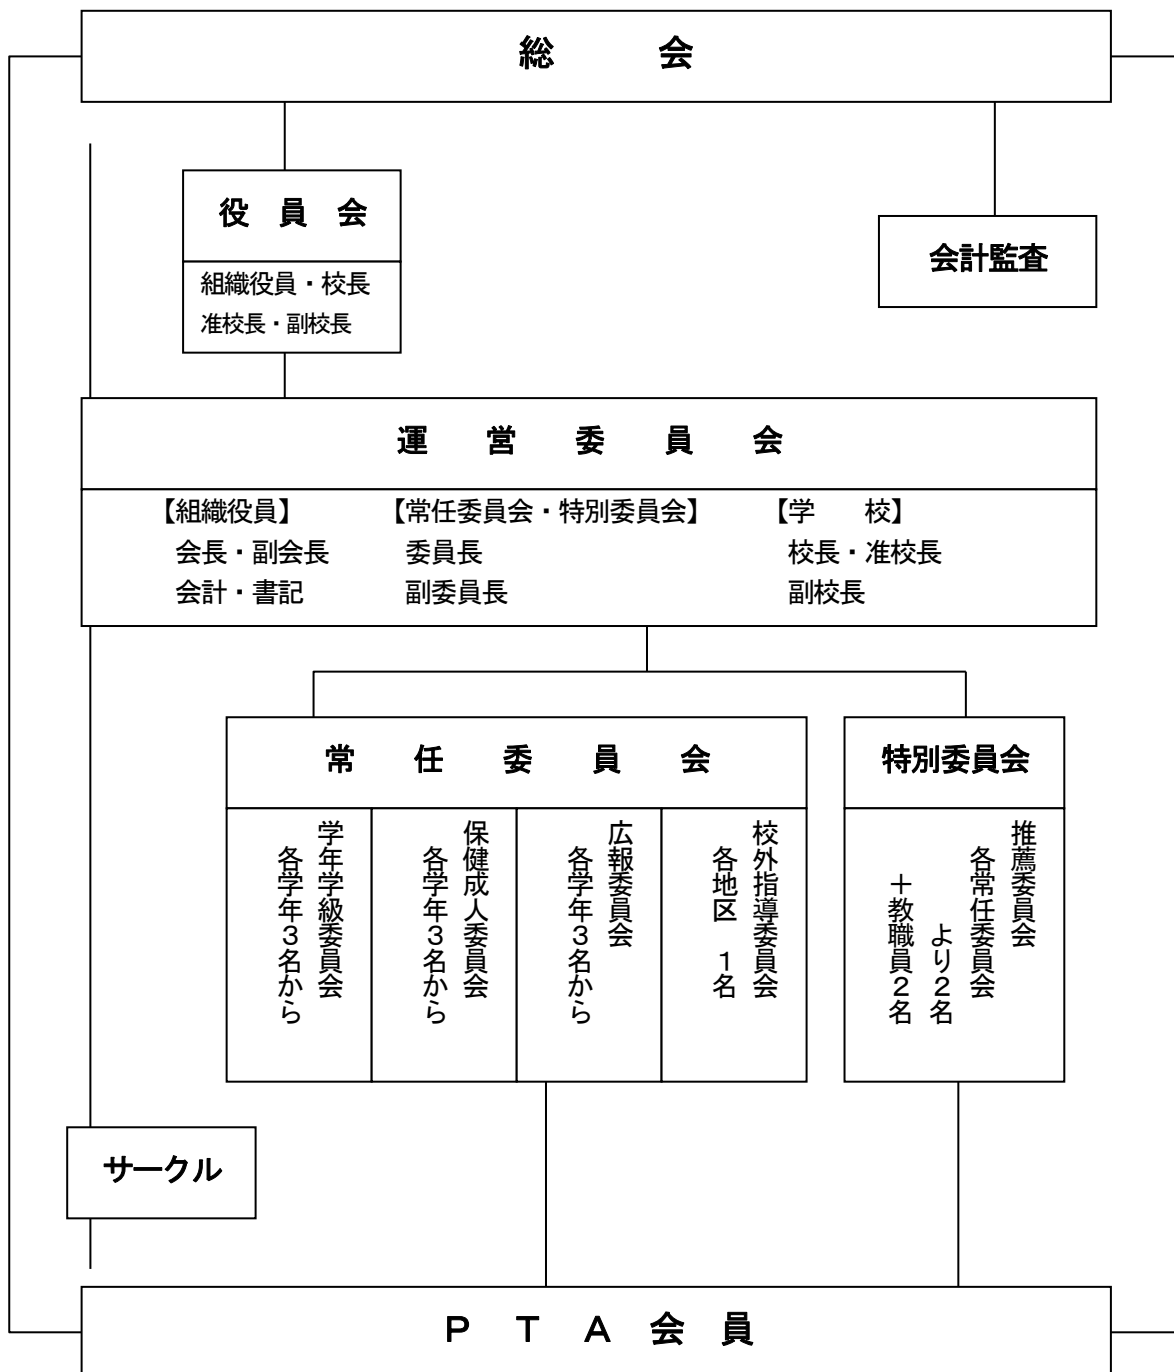 総 会
役 員 会
組織役員・校長
准校長・副校長
会計監査
運 営 委 員 会
【組織役員】
会長・副会長
会計・書記
【常任委員会・特別委員会】
委員長
副委員長
【学 校】
校長・准校長
副校長
常 任 委 員 会
学年学級委員会
各学年3名から
保健成人委員会
各学年3名から
広報委員会
各学年3名から
校外指導委員会
各地区 1名
特別委員会
推薦委員会
各常任委員会
より2名
+教職員2名
サークル
P T A 会 員